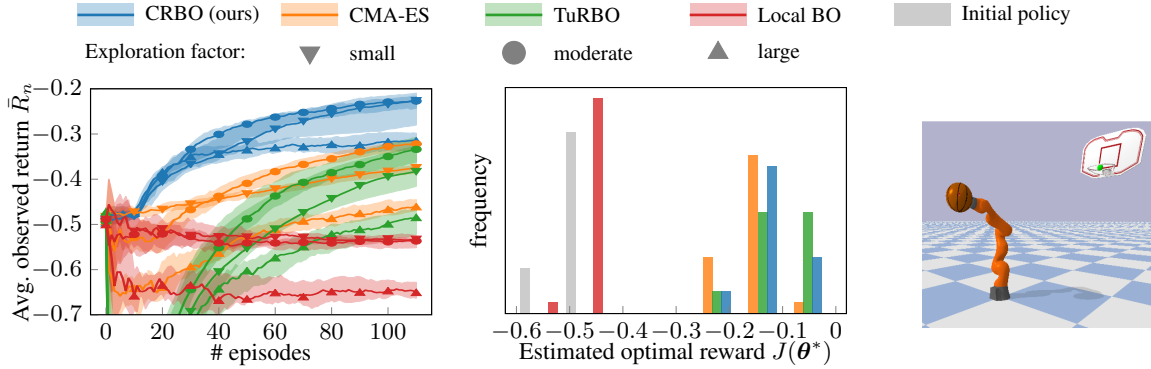 CRBO (ours) CMA-ES TuRBO Local BO Initial policy
Exploration factor: small moderate large
Avg. observed return R̄ₙ
−0.2
−0.3
−0.4
−0.5
−0.6
−0.7
0 20 40 60 80 100
# episodes
frequency
−0.6 −0.5 −0.4 −0.3 −0.2 −0.1 0
Estimated optimal reward J(θ*)